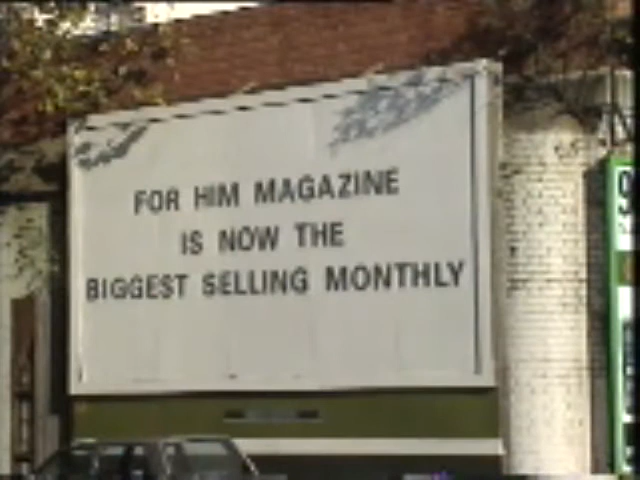 FOR HIM MAGAZINE
IS NOW THE
BIGGEST SELLING MONTHLY